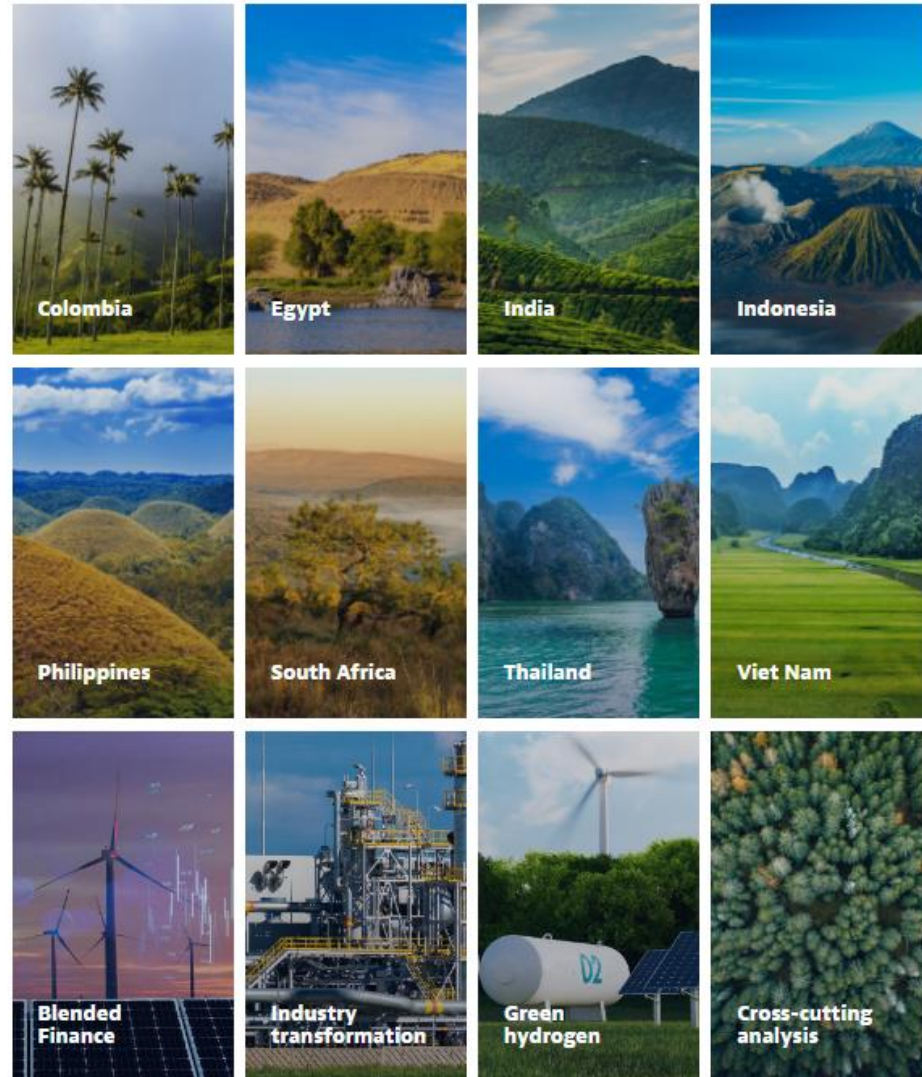 Colombia
Egypt
India
Indonesia
Philippines
South Africa
Thailand
Viet Nam
Blended
Finance
Industry
transformation
D2
Green
hydrogen
Cross-cutting
analysis